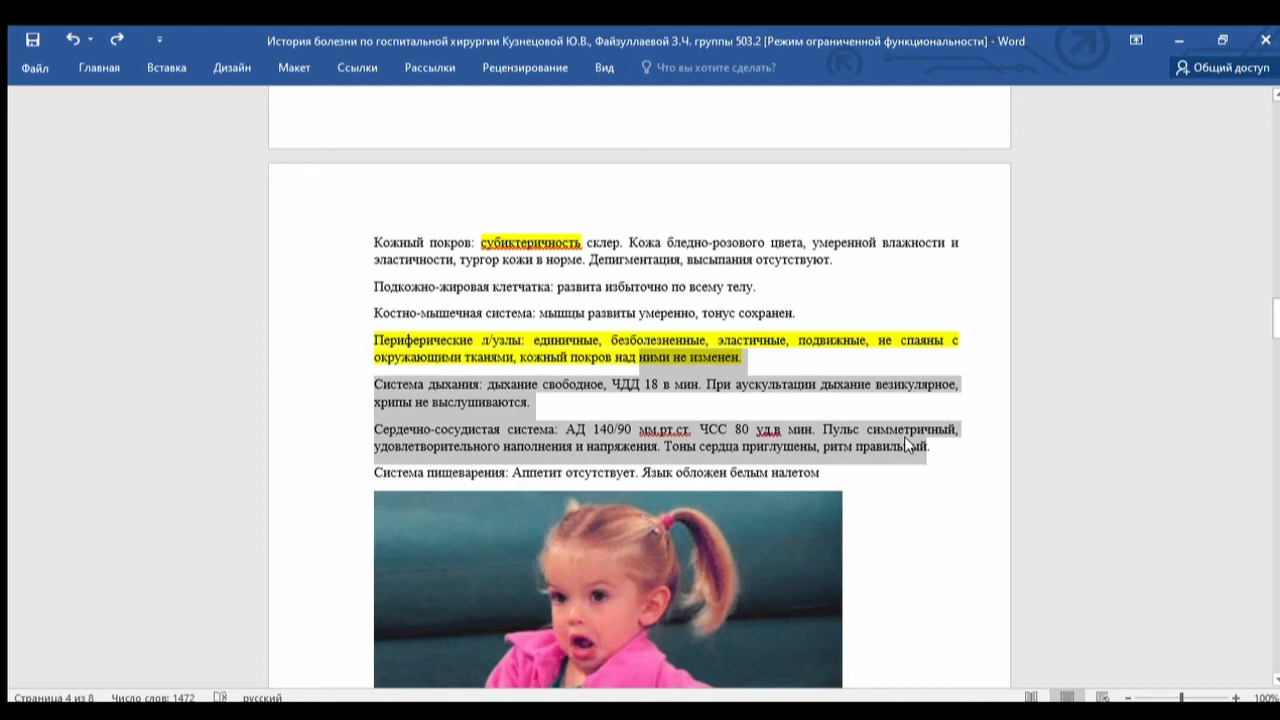 История болезни по госпитальной хирургии Кузнецовой Ю.В., Файзуллаевой З.Ч. группы 503.2 [Режим ограниченной функциональности] - Word
Файл Главная Вставка Дизайн Макет Ссылки Рассылки Рецензирование Вид Что вы хотите сделать? Общий доступ
Кожный покров: субиктеричность склер. Кожа бледно-розового цвета, умеренной влажности и
эластичности, тургор кожи в норме. Депигментация, высыпания отсутствуют.
Подкожно-жировая клетчатка: развита избыточно по всему телу.
Костно-мышечная система: мышцы развиты умеренно, тонус сохранен.
Периферические л/узлы: единичные, безболезненные, эластичные, подвижные, не спаяны с
окружающими тканями, кожный покров над ними не изменен.
Система дыхания: дыхание свободное, ЧДД 18 в мин. При аускультации дыхание везикулярное,
хрипы не выслушиваются.
Сердечно-сосудистая система: АД 140/90 мм.рт.ст. ЧСС 80 уд.в мин. Пульс симметричный,
удовлетворительного наполнения и напряжения. Тоны сердца приглушены, ритм правильный.
Система пищеварения: Аппетит отсутствует. Язык обложен белым налетом
Страница 4 из 8 Число слов: 1472 русский 100%